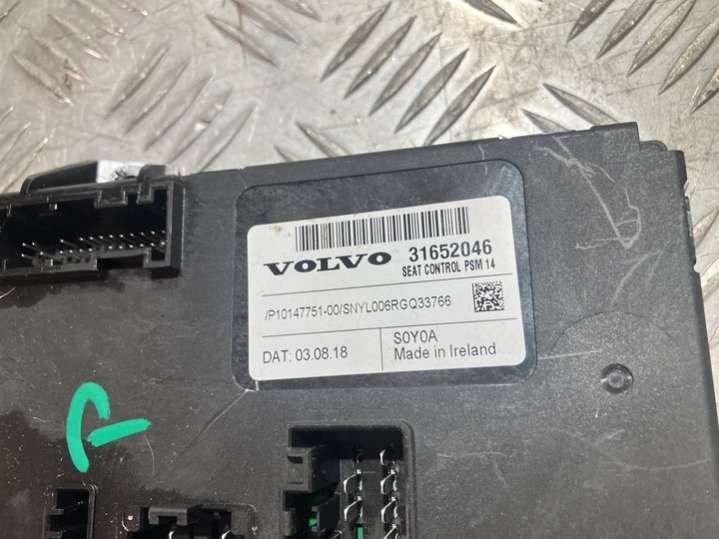 VOLVO 31652046
SEAT CONTROL PSM 14
/P10147751-00/SNYL006RGQ33766
S0Y0A
DAT: 03.08.18 Made in Ireland